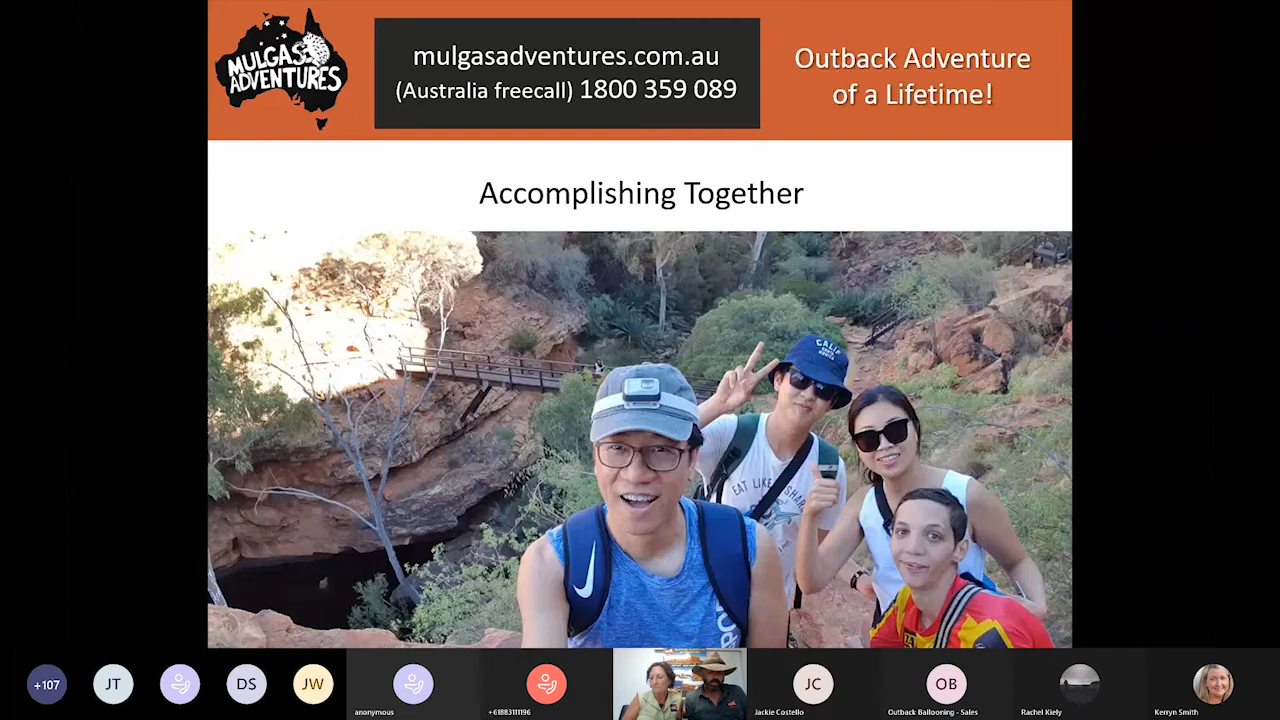 MULGAS
ADVENTURES
mulgasadventures.com.au
(Australia freecall) 1800 359 089
Outback Adventure
of a Lifetime!
Accomplishing Together
CALIF
EAT LIKE A SHARK
+107
JT
DS
JW
anonymous
+61883111196
JC
Jackie Costello
OB
Outback Ballooning - Sales
Rachel Kiely
Kerryn Smith